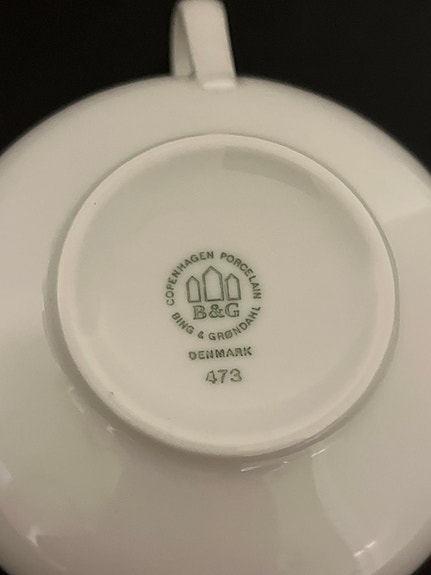 COPENHAGEN PORCELAIN
B&G
BING & GRØNDAHL
DENMARK
473